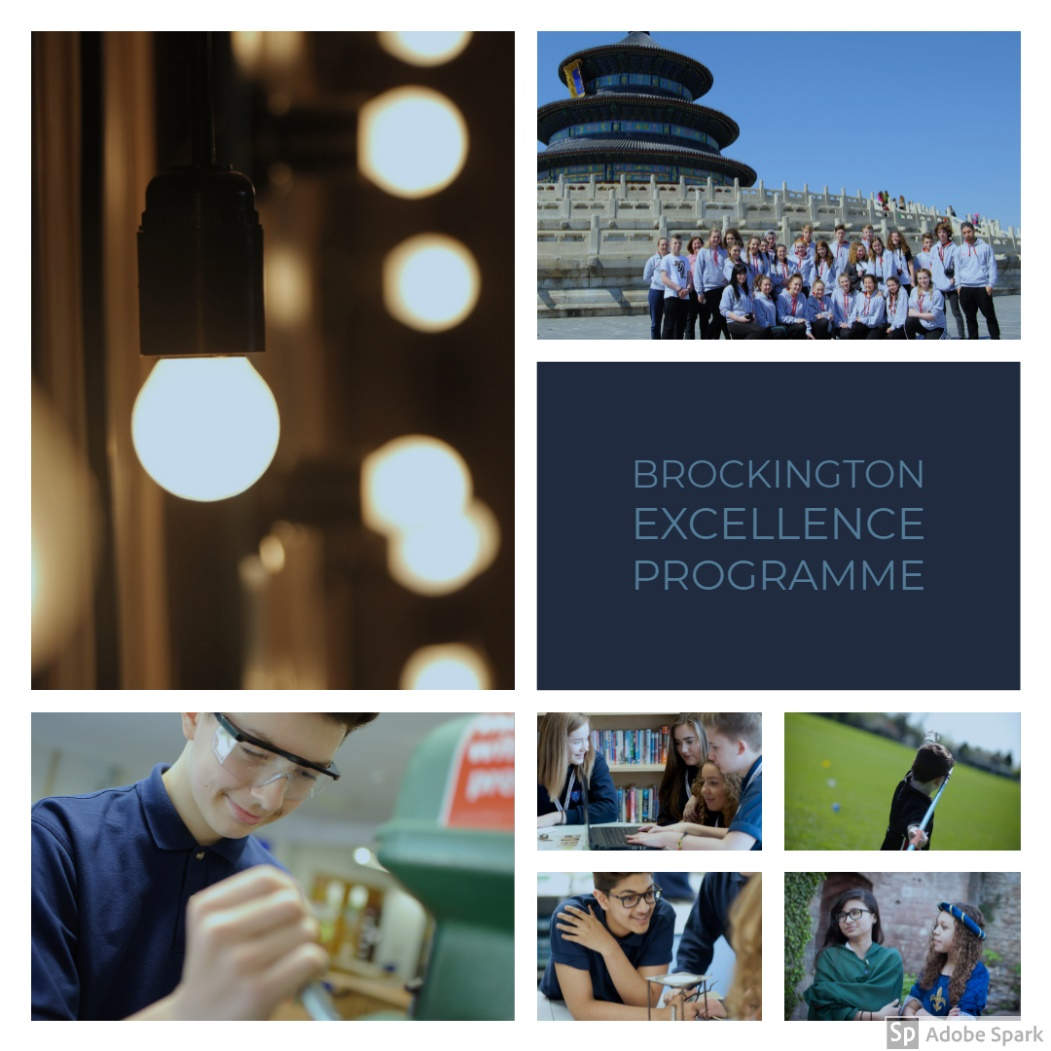 BROCKINGTON
EXCELLENCE
PROGRAMME
Sp Adobe Spark